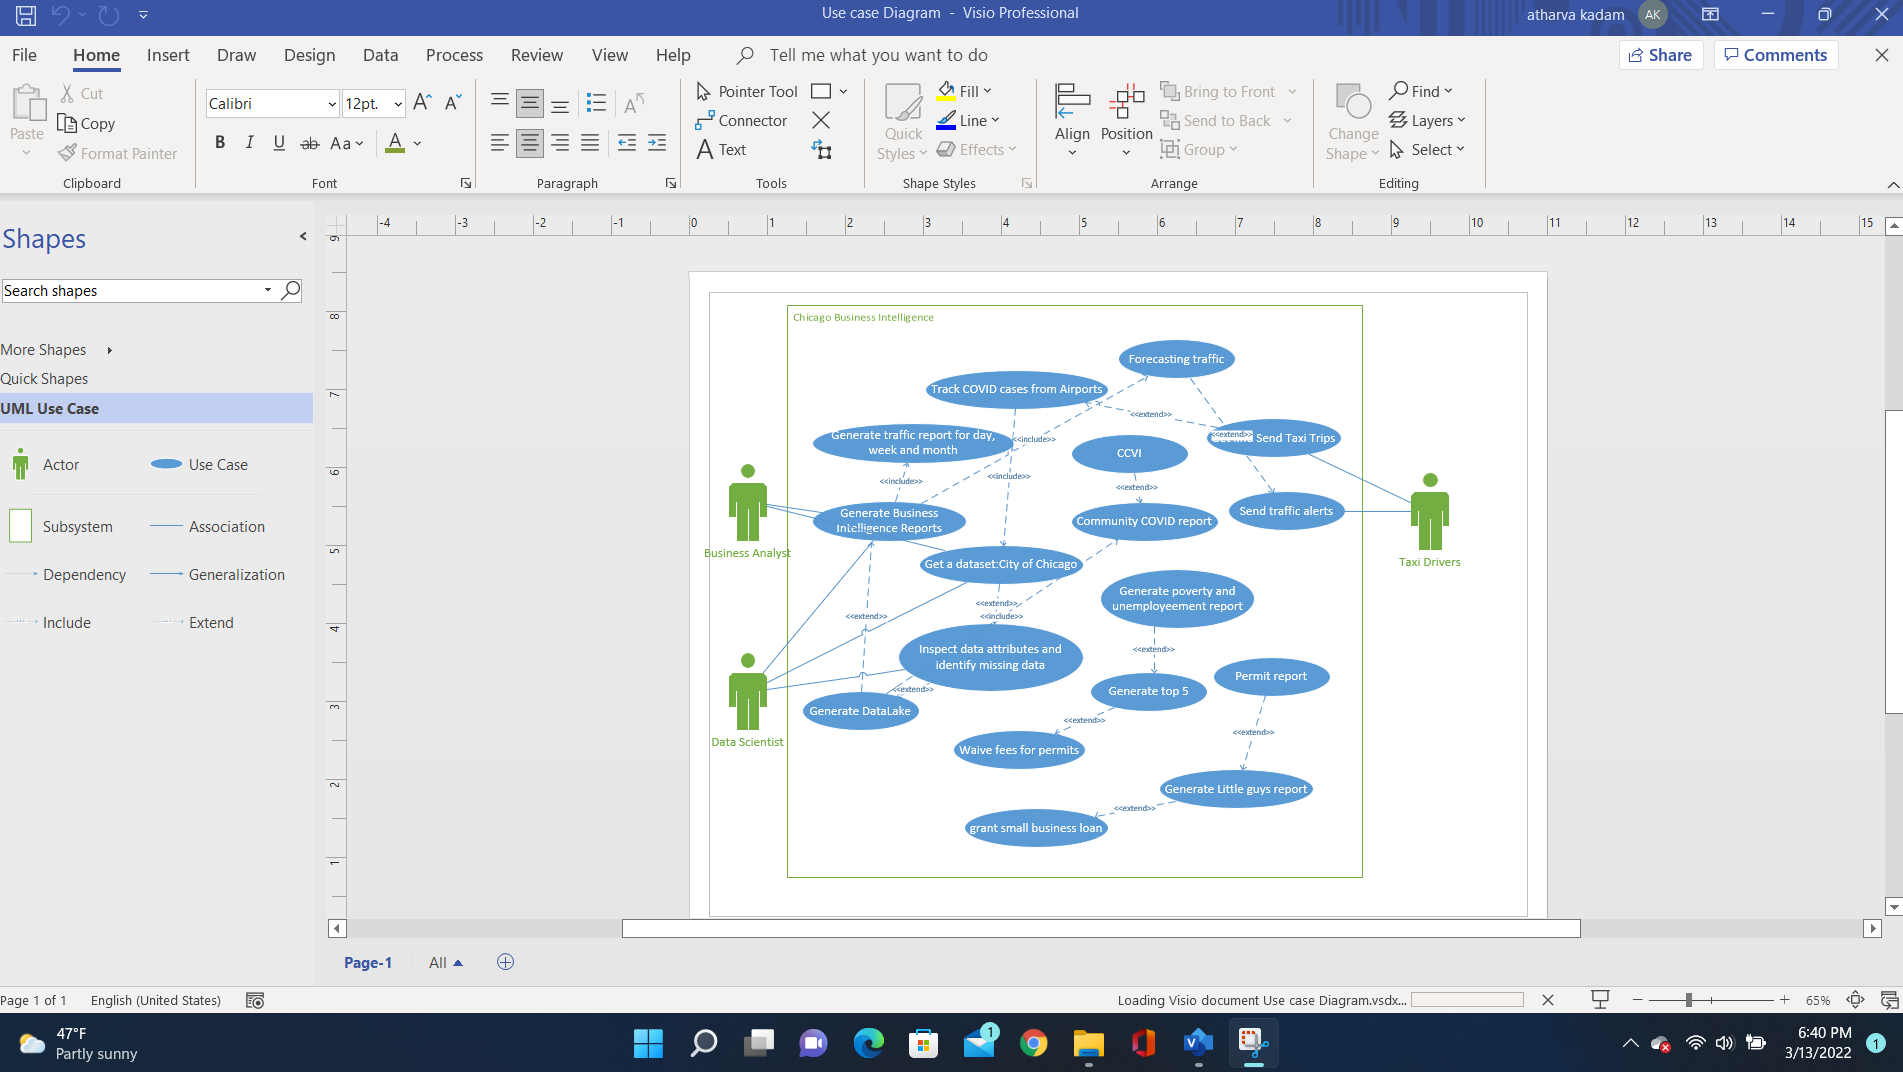 Use case Diagram - Visio Professional
atharva kadam AK
File Home Insert Draw Design Data Process Review View Help Tell me what you want to do Share Comments
Paste
Cut
Copy
Format Painter
Clipboard
Calibri 12pt.
Font
Paragraph
Pointer Tool
Connector
Text
Tools
Quick Styles
Fill
Line
Effects
Shape Styles
Align
Position
Bring to Front
Send to Back
Group
Arrange
Change Shape
Find
Layers
Select
Editing
Shapes
Search shapes
More Shapes
Quick Shapes
UML Use Case
Actor Use Case
Subsystem Association
Dependency Generalization
Include Extend
-4 -3 -2 -1 0 1 2 3 4 5 6 7 8 9 10 11 12 13 14 15
9
8
7
6
5
4
3
2
1
Chicago Business Intelligence
Forecasting traffic
Track COVID cases from Airports
<<extend>>
Generate traffic report for day,
week and month
<<include>>
<<extend>> Send Taxi Trips
CCVI
<<include>>
<<include>>
<<extend>>
Generate Business
Intelligence Reports
Community COVID report
Send traffic alerts
Business Analyst
Taxi Drivers
Get a dataset:City of Chicago
Generate poverty and
unemployeement report
<<extend>>
<<include>>
<<extend>>
Inspect data attributes and
identify missing data
<<extend>>
<<extend>>
Generate DataLake
Generate top 5
Permit report
Data Scientist
<<extend>>
<<extend>>
Waive fees for permits
Generate Little guys report
<<extend>>
grant small business loan
Page-1 All
Page 1 of 1 English (United States)
Loading Visio document Use case Diagram.vsdx...
65%
47°F
Partly sunny
1
6:40 PM
3/13/2022
1